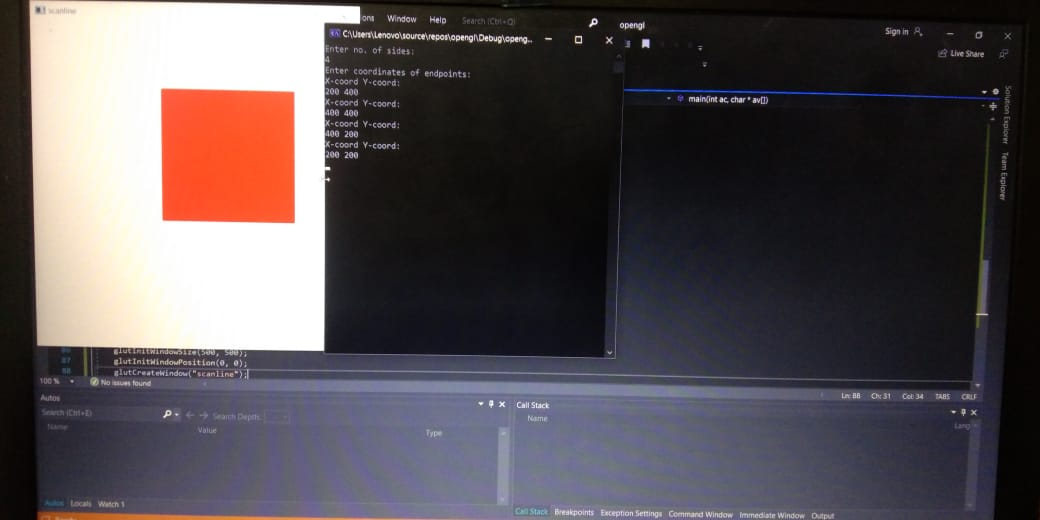 scanline
ons Window Help Search (Ctrl+Q) opengl Sign in
Live Share
C:\Users\Lenovo\source\repos\opengl\Debug\openg...
Enter no. of sides:
4
Enter coordinates of endpoints:
X-coord Y-coord:
200 400
X-coord Y-coord:
400 400
X-coord Y-coord:
400 200
X-coord Y-coord:
200 200
main(int ac, char * av[])
Solution Explorer
Team Explorer
glutInitWindowSize(500, 500);
87 glutInitWindowPosition(0, 0);
88 glutCreateWindow("scanline");
100 % No issues found Ln: 88 Ch: 31 Col: 34 TABS CRLF
Autos
Search (Ctrl+E) Search Depth:
Name Value Type
Autos Locals Watch 1
Call Stack
Name Lang
Call Stack Breakpoints Exception Settings Command Window Immediate Window Output